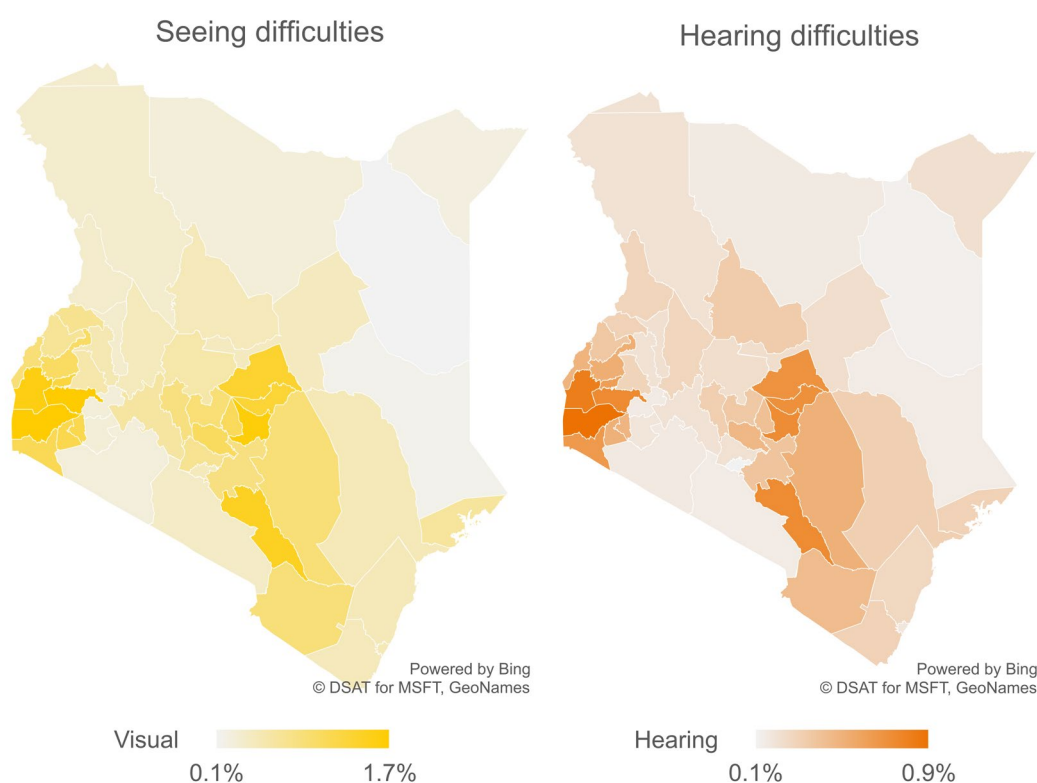 Seeing difficulties
Hearing difficulties
Powered by Bing
© DSAT for MSFT, GeoNames
Powered by Bing
© DSAT for MSFT, GeoNames
Visual
0.1%
1.7%
Hearing
0.1%
0.9%